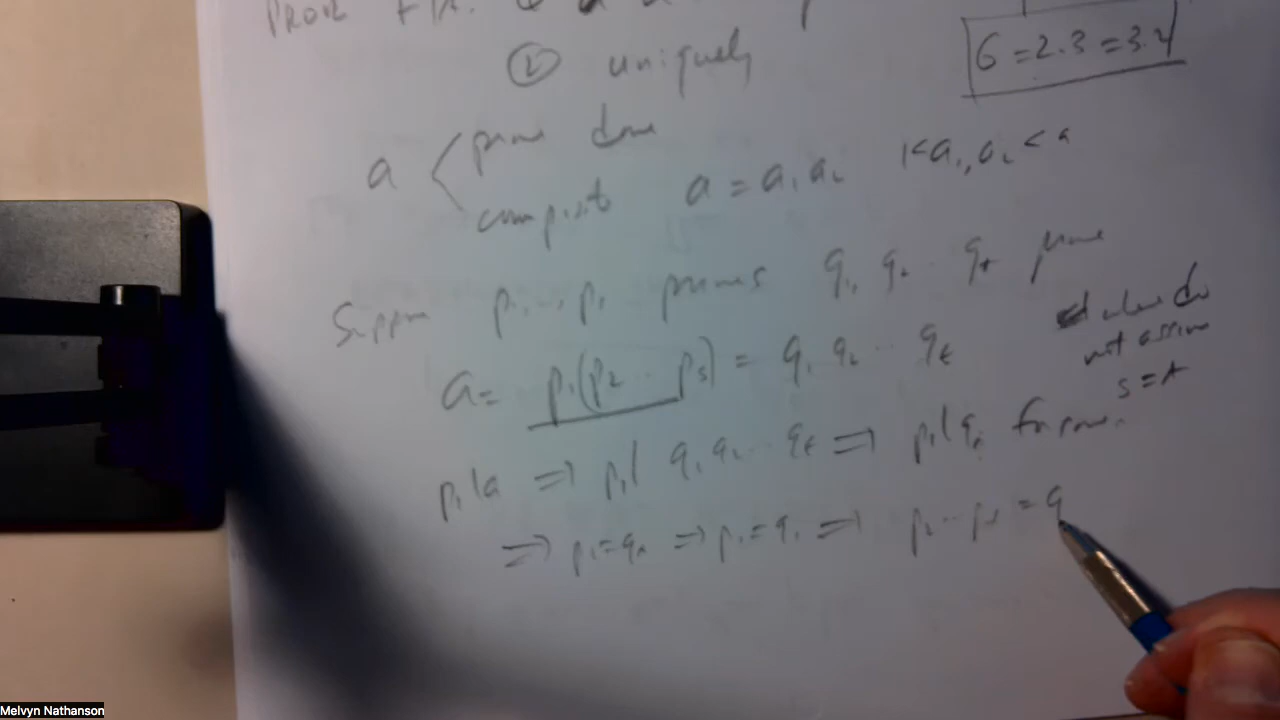 6 = 2·3 = 3·2
② uniquely
a < prime done
composite a = a₁a₂ 1<a₁,a₂<a
Suppose p₁...p₁ primes q₁ q₂ .. qₜ prime
a = p₁(p₂ .. pₛ) = q₁ q₂ .. qₜ do
not assume
s = t
p₁|a ⇒ p₁| q₁ q₂ .. qₜ ⇒ p₁|qᵢ for some
⇒ p₁=qᵢ ⇒ p₁=q₁ ⇒ p₂ .. pₛ = q
Melvyn Nathanson